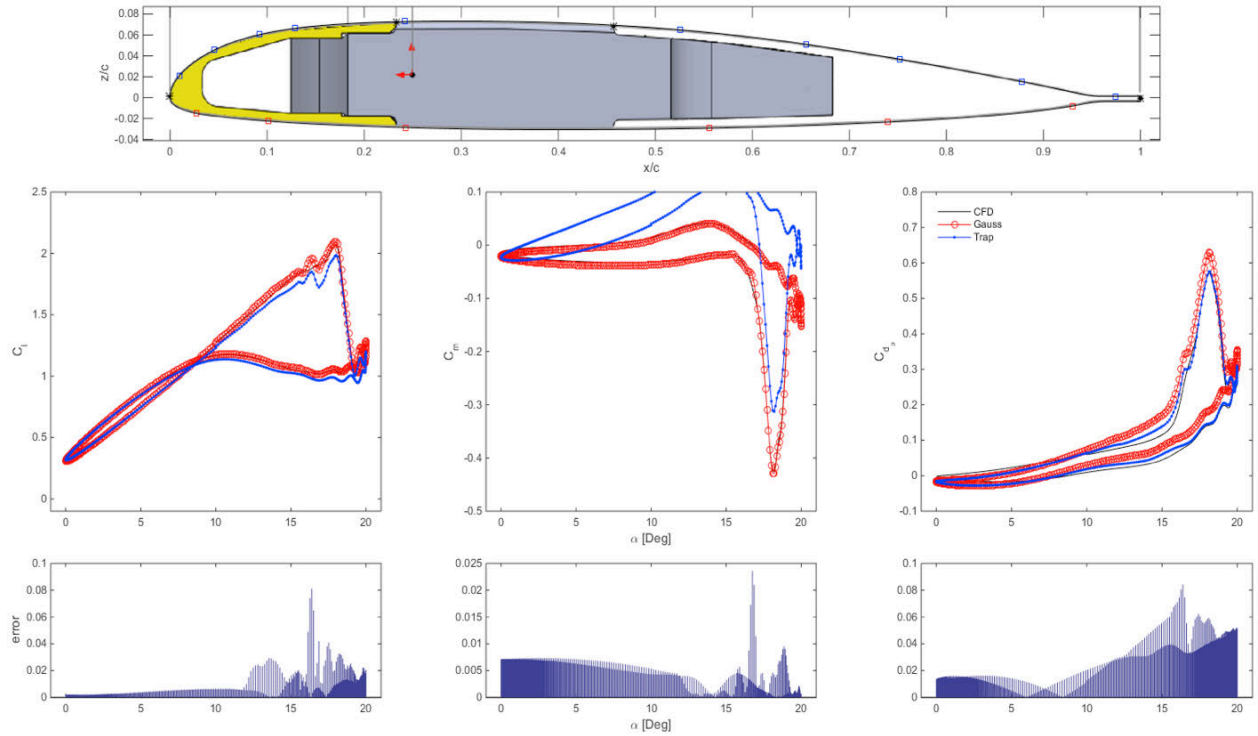 0.08
0.06
0.04
0.02
0
-0.02
-0.04
z/c
0 0.1 0.2 0.3 0.4 0.5 0.6 0.7 0.8 0.9 1
x/c
2.5
2
1.5
1
0.5
0
C_l
0 5 10 15 20
0.1
-0
-0.1
-0.2
-0.3
-0.4
-0.5
C_m
0 5 10 15 20
α [Deg]
0.8
0.7
0.6
0.5
0.4
0.3
0.2
0.1
0
-0.1
C_d_p
CFD
Gauss
Trap
0 5 10 15 20
0.1
0.08
0.06
0.04
0.02
0
error
0 5 10 15 20
0.025
0.020
0.015
0.010
0.005
0
0 5 10 15 20
α [Deg]
0.1
0.08
0.06
0.04
0.02
0
0 5 10 15 20